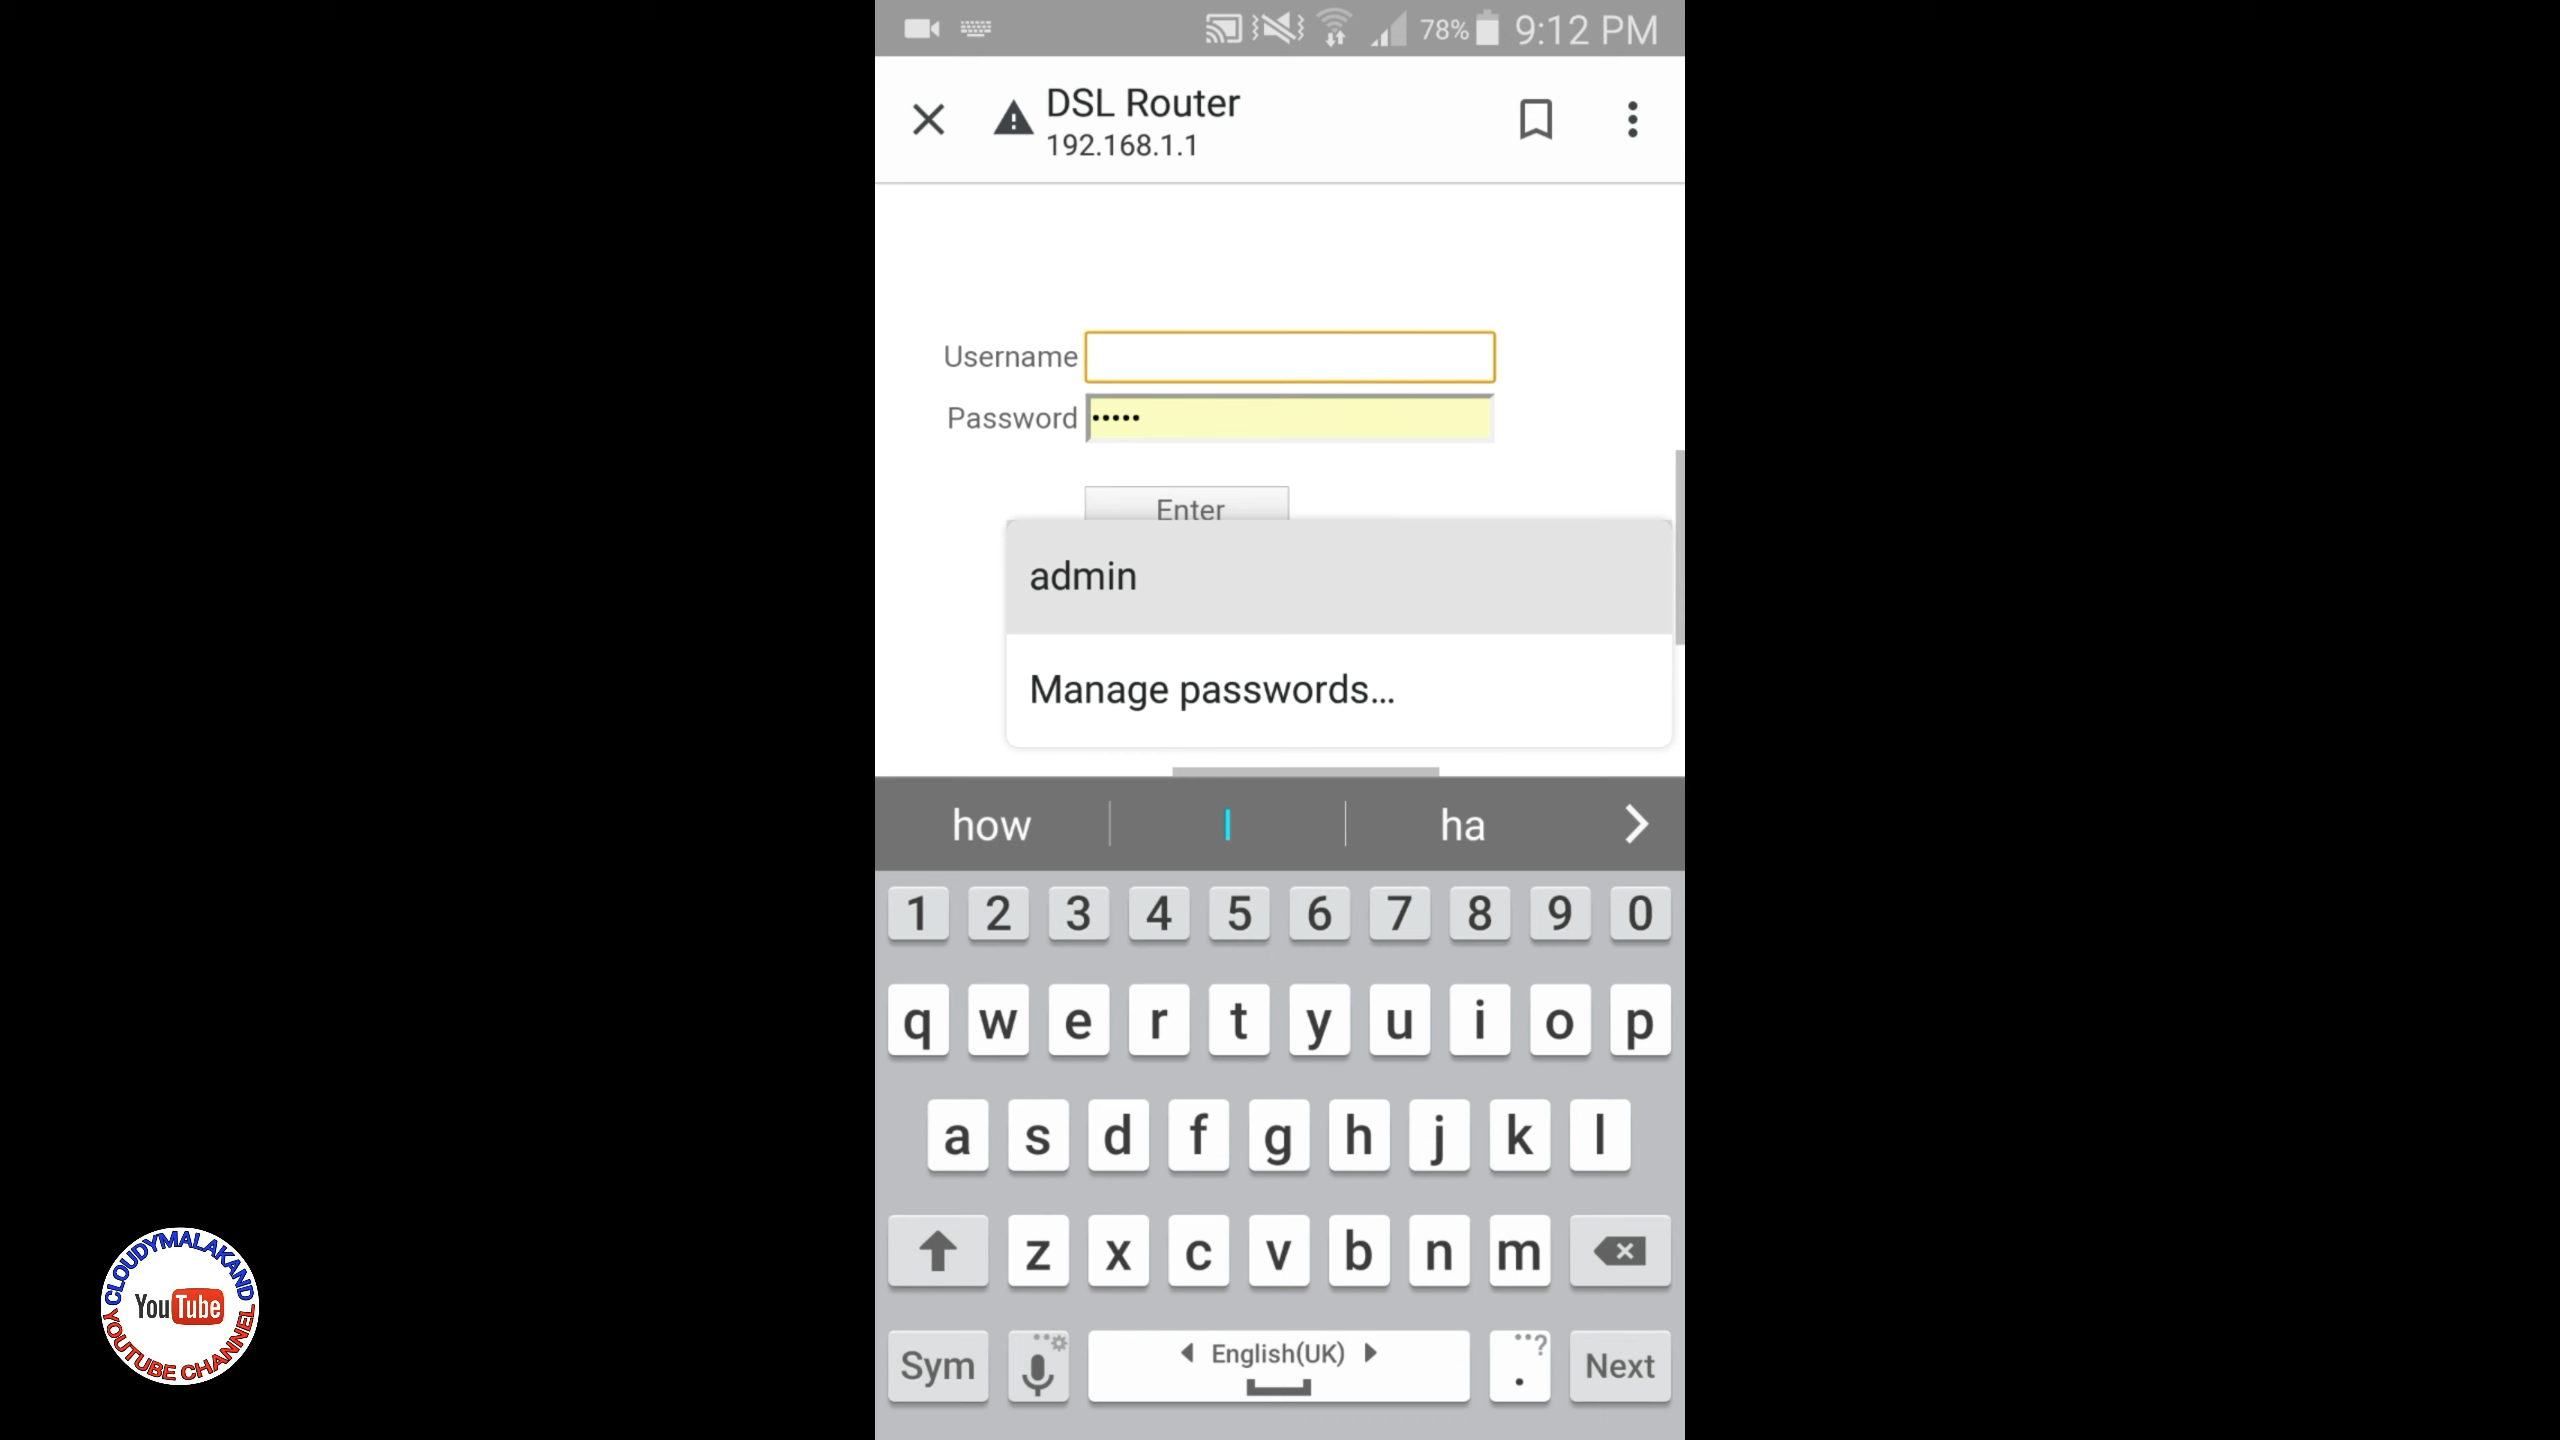 78% 9:12 PM
DSL Router
192.168.1.1
Username
Password •••••
Enter
admin
Manage passwords...
how I ha
1 2 3 4 5 6 7 8 9 0
q w e r t y u i o p
a s d f g h j k l
z x c v b n m
Sym English(UK) . ? Next
CLOUDYMALAKAND
YouTube
YOUTUBE CHANNEL